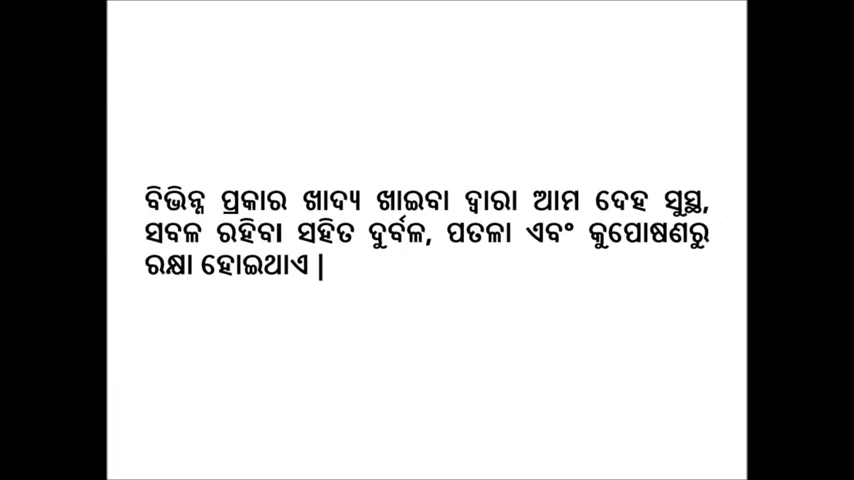 ବିଭିନ୍ନ ପ୍ରକାର ଖାଦ୍ୟ ଖାଇବା ଦ୍ୱାରା ଆମ ଦେହ ସୁସ୍ଥ,
ସବଳ ରହିବା ସହିତ ଦୁର୍ବଳ, ପତଳା ଏବଂ କୁପୋଷଣରୁ
ରକ୍ଷା ହୋଇଥାଏ |